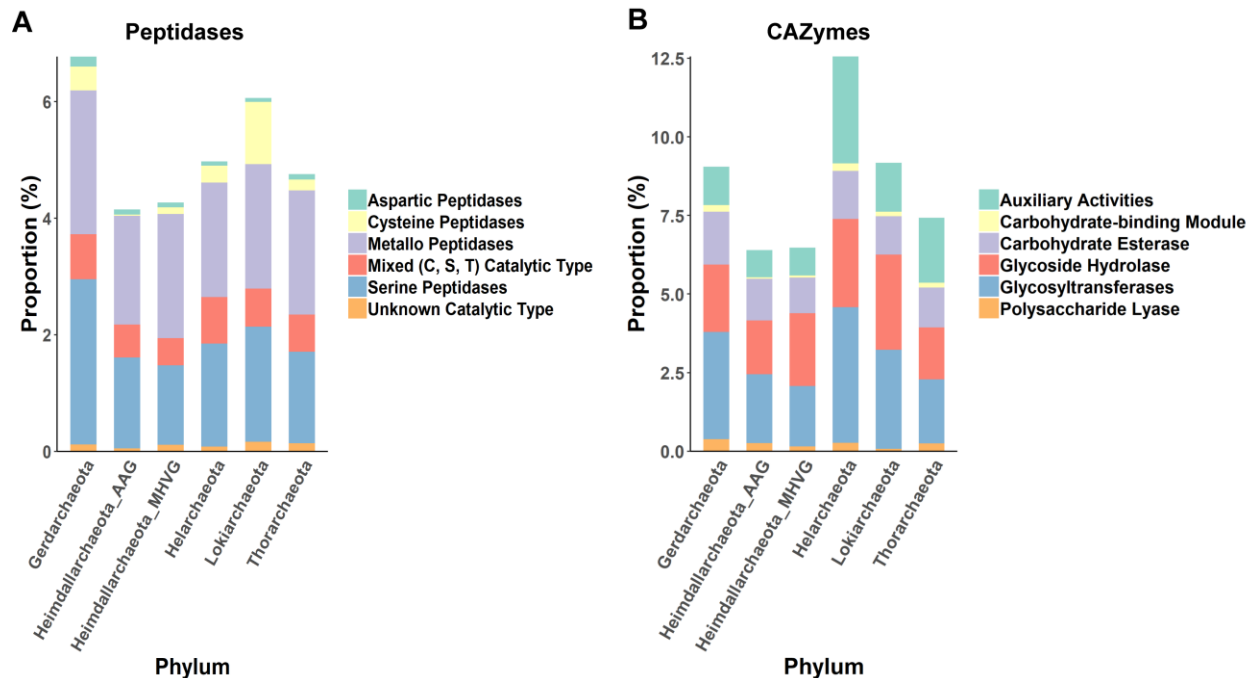 A
Peptidases
Proportion (%)
6
4
2
0
Gerdarchaeota
Heimdallarchaeota_AAG
Heimdallarchaeota_MHVG
Helarchaeota
Lokiarchaeota
Thorarchaeota
Phylum
Aspartic Peptidases
Cysteine Peptidases
Metallo Peptidases
Mixed (C, S, T) Catalytic Type
Serine Peptidases
Unknown Catalytic Type
B
CAZymes
Proportion (%)
12.5
10.0
7.5
5.0
2.5
0.0
Gerdarchaeota
Heimdallarchaeota_AAG
Heimdallarchaeota_MHVG
Helarchaeota
Lokiarchaeota
Thorarchaeota
Phylum
Auxiliary Activities
Carbohydrate-binding Module
Carbohydrate Esterase
Glycoside Hydrolase
Glycosyltransferases
Polysaccharide Lyase